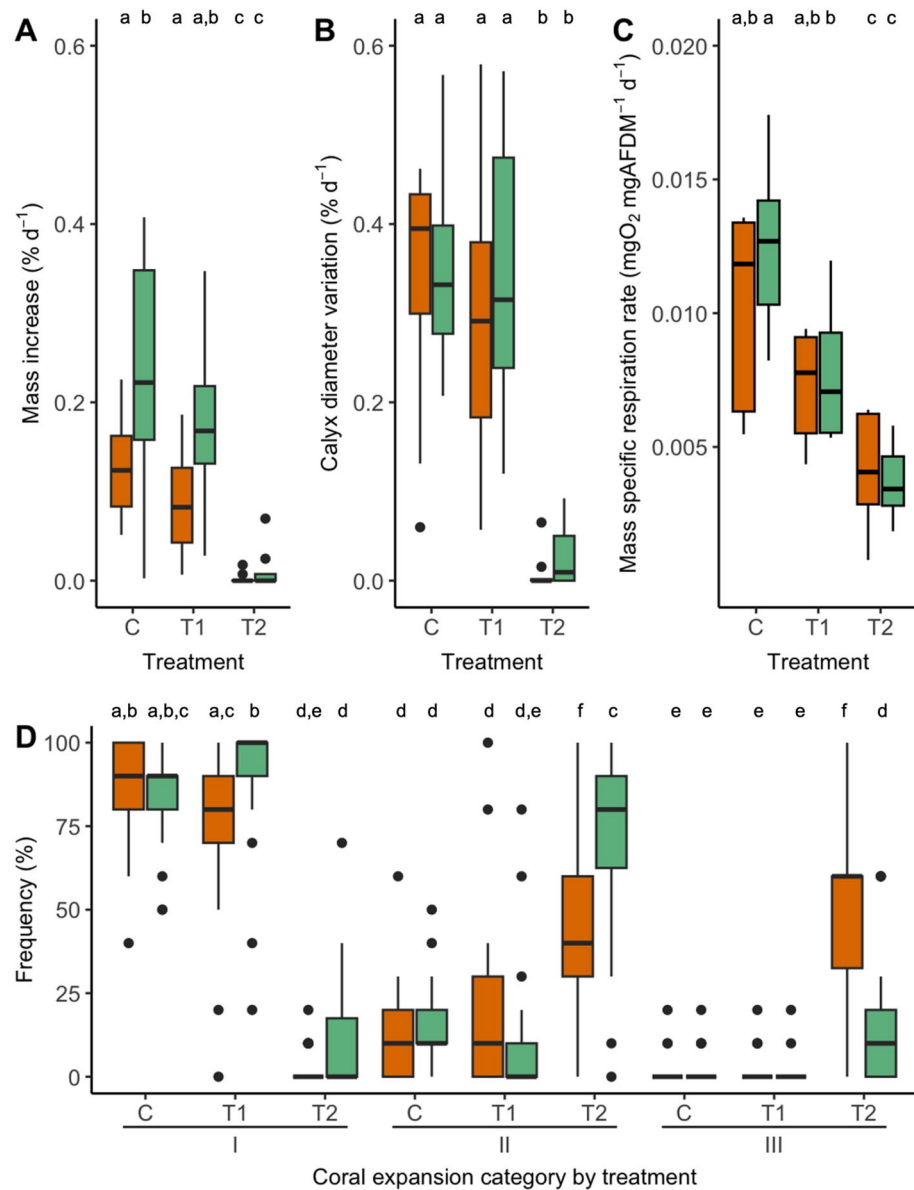 A
a b a a,b c c
0.6
0.4
0.2
0.0
Mass increase (% d⁻¹)
C T1 T2
Treatment
B
a a a a b b
0.6
0.4
0.2
0.0
Calyx diameter variation (% d⁻¹)
C T1 T2
Treatment
C
a,b a a,b b c c
0.020
0.015
0.010
0.005
Mass specific respiration rate (mgO₂ mgAFDM⁻¹ d⁻¹)
C T1 T2
Treatment
D
a,b a,b,c a,c b d,e d d d d d,e f c e e e e f d
100
75
50
25
0
Frequency (%)
C T1 T2 C T1 T2 C T1 T2
I II III
Coral expansion category by treatment